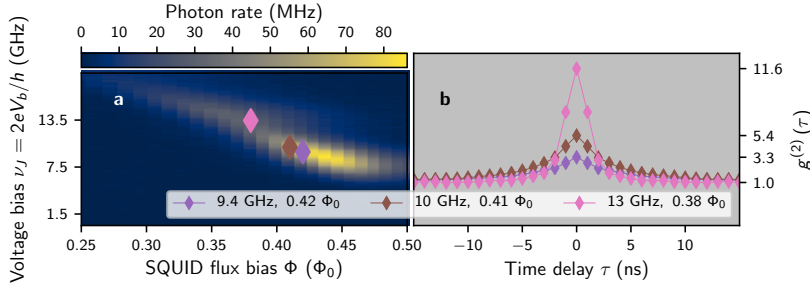 Photon rate (MHz)
0 10 20 30 40 50 60 70 80
Voltage bias ν_J = 2eV_b/h (GHz)
13.5
7.5
1.5
a
0.25 0.30 0.35 0.40 0.45 0.50
SQUID flux bias Φ (Φ₀)
b
11.6
5.4
3.3
1.0
g⁽²⁾(τ)
−10 −5 0 5 10
Time delay τ (ns)
9.4 GHz, 0.42 Φ₀ 10 GHz, 0.41 Φ₀ 13 GHz, 0.38 Φ₀